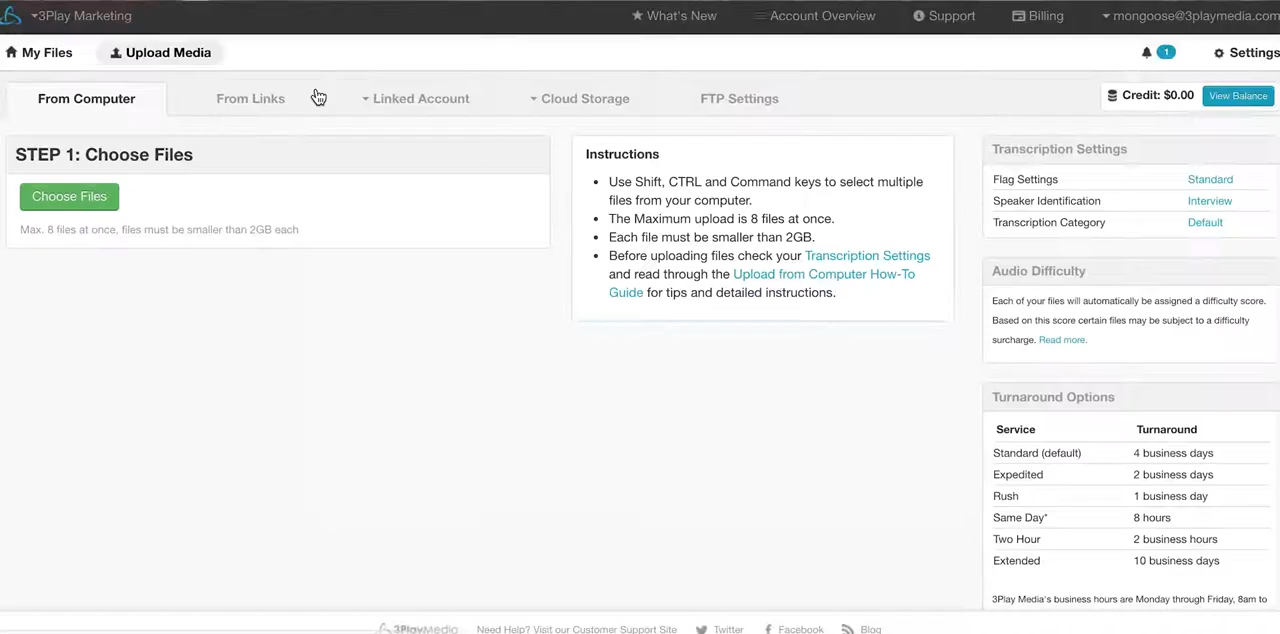 3Play Marketing
What's New
Account Overview
Support
Billing
mongoose@3playmedia.com
My Files
Upload Media
1
Settings
From Computer
From Links
Linked Account
Cloud Storage
FTP Settings
Credit: $0.00
View Balance
STEP 1: Choose Files
Choose Files
Max. 8 files at once, files must be smaller than 2GB each
Instructions
• Use Shift, CTRL and Command keys to select multiple
files from your computer.
• The Maximum upload is 8 files at once.
• Each file must be smaller than 2GB.
• Before uploading files check your Transcription Settings
and read through the Upload from Computer How-To
Guide for tips and detailed instructions.
Transcription Settings
Flag Settings Standard
Speaker Identification Interview
Transcription Category Default
Audio Difficulty
Each of your files will automatically be assigned a difficulty score.
Based on this score certain files may be subject to a difficulty
surcharge. Read more.
Turnaround Options
Service Turnaround
Standard (default) 4 business days
Expedited 2 business days
Rush 1 business day
Same Day* 8 hours
Two Hour 2 business hours
Extended 10 business days
3Play Media's business hours are Monday through Friday, 8am to
3PlayMedia
Need Help? Visit our Customer Support Site
Twitter
Facebook
Blog